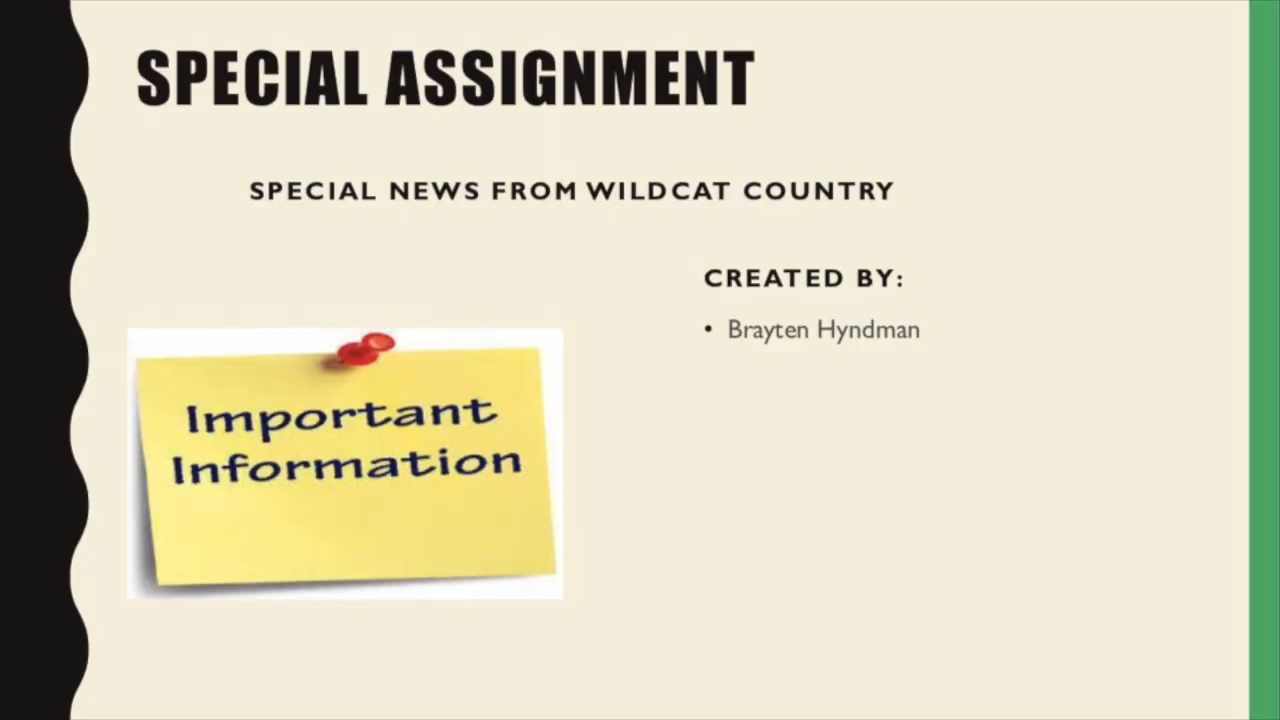 SPECIAL ASSIGNMENT
SPECIAL NEWS FROM WILDCAT COUNTRY
CREATED BY:
• Brayten Hyndman
Important
Information